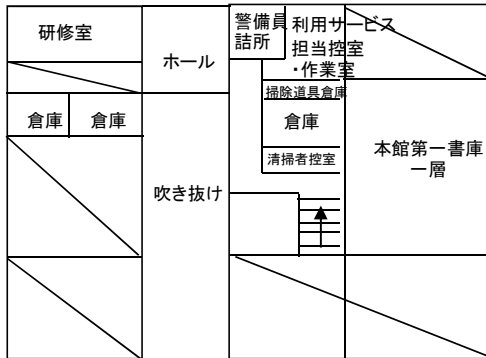 研修室
ホール
警備員
詰所
利用サービス
担当控室
・作業室
掃除道具倉庫
倉庫
倉庫
倉庫
清掃者控室
本館第一書庫
一層
吹き抜け